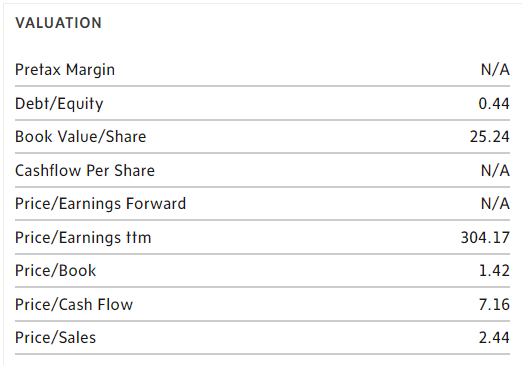 VALUATION
Pretax Margin N/A
Debt/Equity 0.44
Book Value/Share 25.24
Cashflow Per Share N/A
Price/Earnings Forward N/A
Price/Earnings ttm 304.17
Price/Book 1.42
Price/Cash Flow 7.16
Price/Sales 2.44